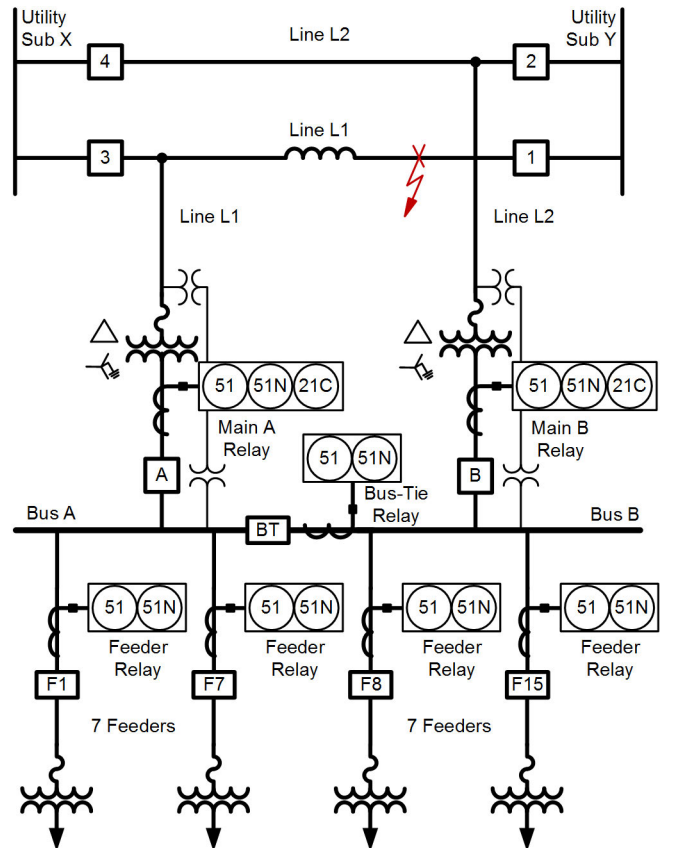 Utility
Sub X
Line L2
Utility
Sub Y
4
2
Line L1
3
1
Line L1
Line L2
51 51N 21C
51 51N 21C
Main A
Relay
Main B
Relay
51 51N
A
B
Bus-Tie
Relay
Bus A
BT
Bus B
51 51N
51 51N
51 51N
51 51N
Feeder
Relay
Feeder
Relay
Feeder
Relay
Feeder
Relay
F1
F7
F8
F15
7 Feeders
7 Feeders